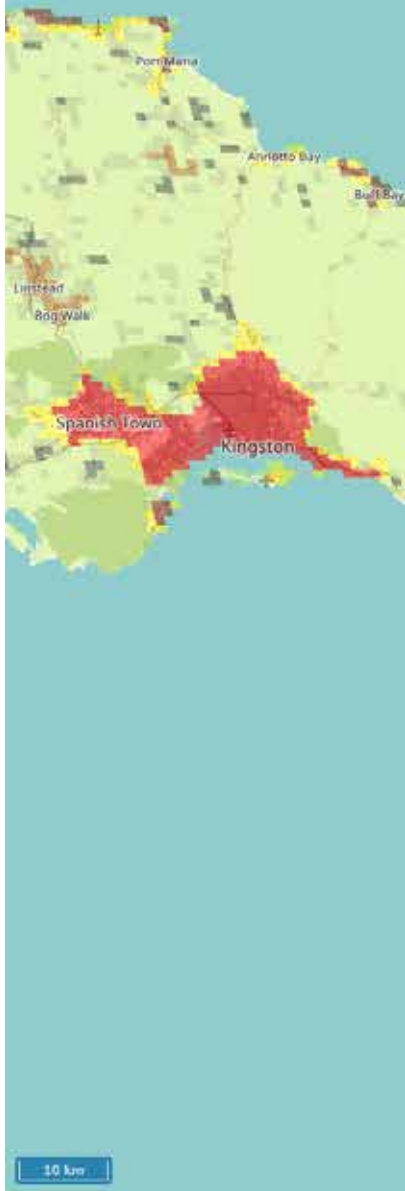 Port Maria
Annotto Bay
Buff Bay
Linstead
Bog Walk
Spanish Town
Kingston
10 km